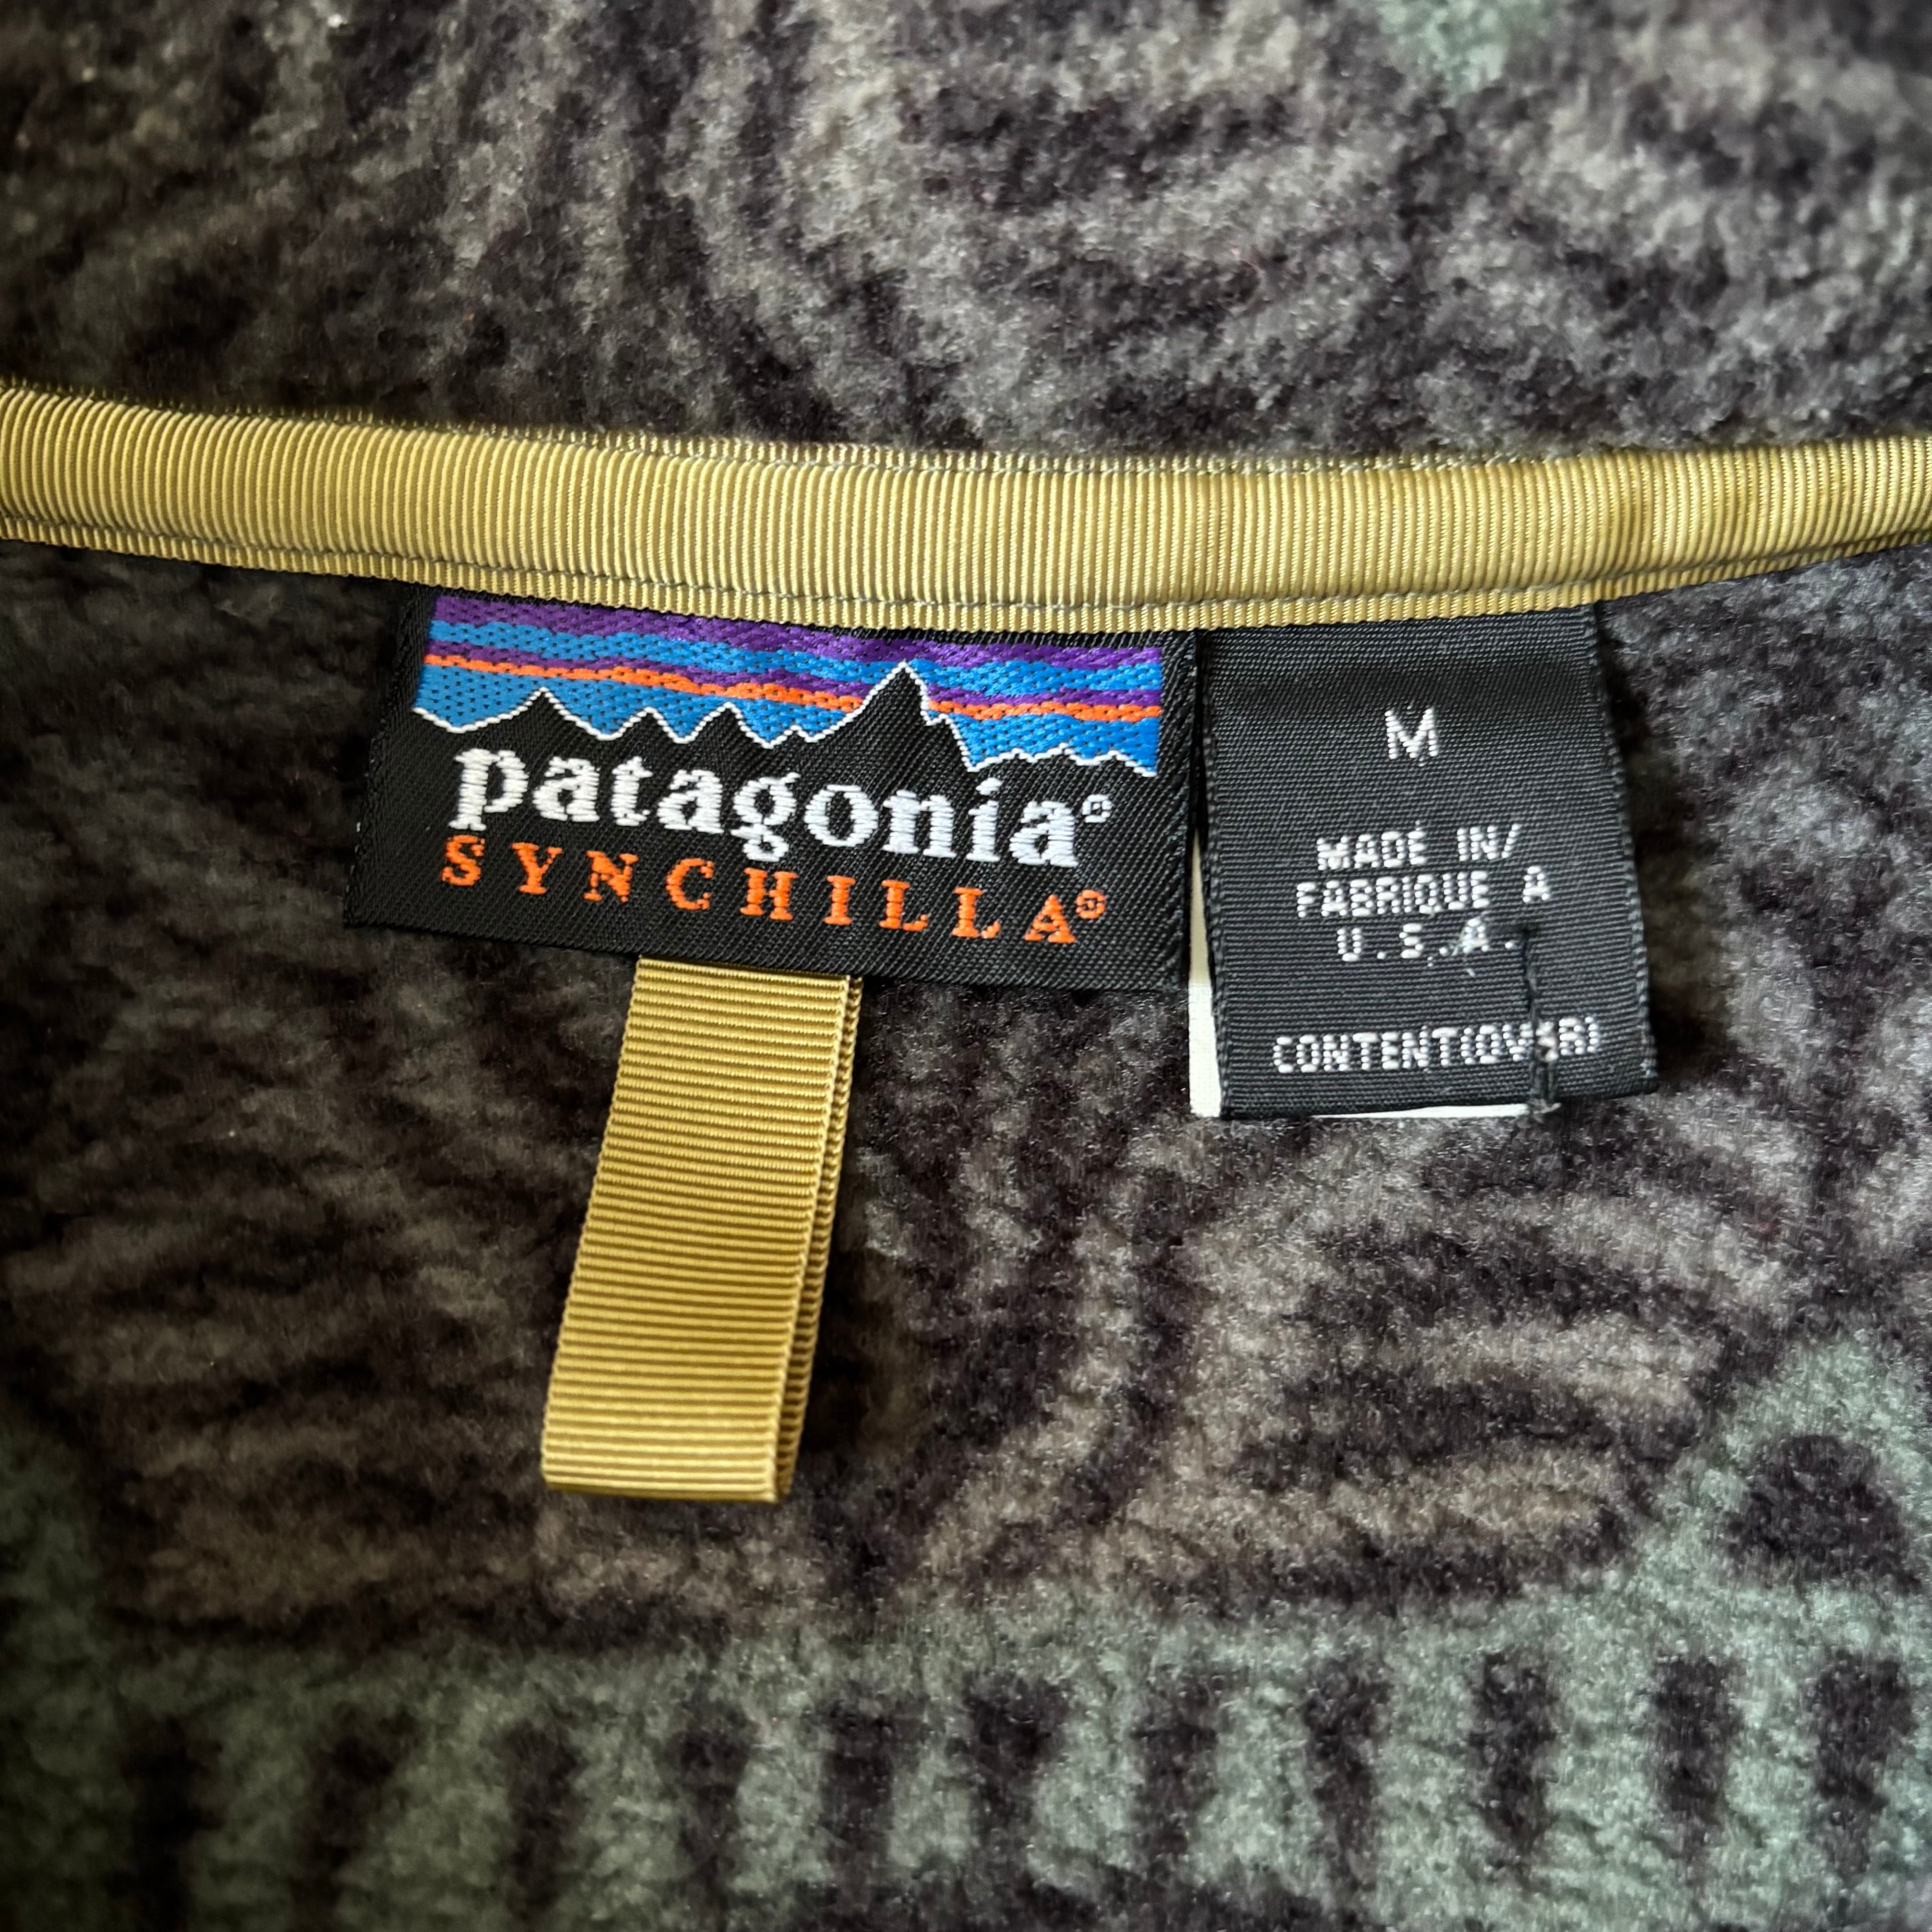 patagonia®
SYNCHILLA®
M
MADE IN/
FABRIQUE A
U.S.A.
CONTENT(OVER)